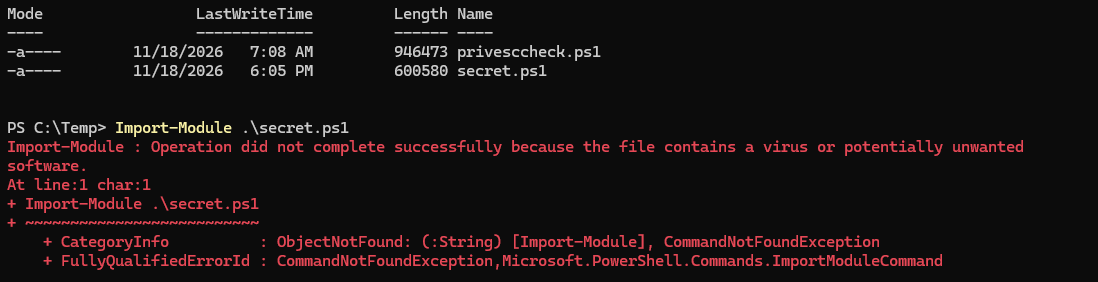 Mode                 LastWriteTime         Length Name
----                 -------------         ------ ----
-a----        11/18/2026   7:08 AM         946473 privesccheck.ps1
-a----        11/18/2026   6:05 PM         600580 secret.ps1
PS C:\Temp> Import-Module .\secret.ps1
Import-Module : Operation did not complete successfully because the file contains a virus or potentially unwanted
software.
At line:1 char:1
+ Import-Module .\secret.ps1
+ ~~~~~~~~~~~~~~~~~~~~~~~~~~
    + CategoryInfo          : ObjectNotFound: (:String) [Import-Module], CommandNotFoundException
    + FullyQualifiedErrorId : CommandNotFoundException,Microsoft.PowerShell.Commands.ImportModuleCommand